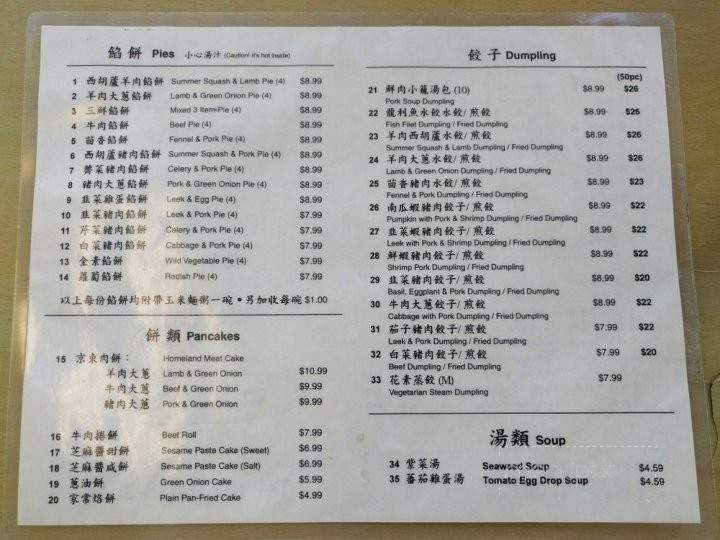 餡餅 Pies 小心湯汁 (Caution! It's hot inside)
1 西胡蘆羊肉餡餅 Summer Squash & Lamb Pie (4) $8.99
2 羊肉大蔥餡餅 Lamb & Green Onion Pie (4) $8.99
3 三鮮餡餅 Mixed 3 Item-Pie (4) $8.99
4 牛肉餡餅 Beef Pie (4) $8.99
5 茴香餡餅 Fennel & Pork Pie (4) $8.99
6 西胡蘆豬肉餡餅 Summer Squash & Pork Pie (4) $8.99
7 薺菜豬肉餡餅 Celery & Pork Pie (4) $8.99
8 豬肉大蔥餡餅 Pork & Green Onion Pie (4) $8.99
9 韭菜雞蛋餡餅 Leek & Egg Pie (4) $8.99
10 韭菜豬肉餡餅 Leek & Pork Pie (4) $7.99
11 芹菜豬肉餡餅 Celery & Pork Pie (4) $7.99
12 白菜豬肉餡餅 Cabbage & Pork Pie (4) $7.99
13 全素餡餅 Wild Vegetable Pie (4) $7.99
14 蘿蔔餡餅 Redish Pie (4) $7.99
以上每份餡餅均附帶玉米麵粥一碗 • 另加收每碗 $1.00
餅類 Pancakes
15 京東肉餅： Homeland Meat Cake
羊肉大蔥 Lamb & Green Onion $10.99
牛肉大蔥 Beef & Green Onion $9.99
豬肉大蔥 Pork & Green Onion $9.99
16 牛肉捲餅 Beef Roll $7.99
17 芝麻醬甜餅 Sesame Paste Cake (Sweet) $6.99
18 芝麻醬咸餅 Sesame Paste Cake (Salt) $6.99
19 蔥油餅 Green Onion Cake $5.99
20 家常烙餅 Plain Pan-Fried Cake $4.99
餃子 Dumpling
(50pc)
21 鮮肉小籠湯包 (10) $8.99 $26
Pork Soup Dumpling
22 龍利魚水餃水餃/煎餃 $8.99 $26
Fish Filet Dumpling / Fried Dumpling
23 羊肉西胡蘆水餃/煎餃 $8.99 $26
Summer Squash & Lamb Dumpling / Fried Dumpling
24 羊肉大蔥水餃/煎餃 $8.99 $26
Lamb & Green Onion Dumpling / Fried Dumpling
25 茴香豬肉水餃/煎餃 $8.99 $23
Fennel & Pork Dumpling / Fried Dumpling
26 南瓜蝦豬肉餃子/煎餃 $8.99 $22
Pumpkin with Pork & Shrimp Dumpling / Fried Dumpling
27 韭菜蝦豬肉餃子/煎餃 $8.99 $22
Leek with Pork & Shrimp Dumpling / Fried Dumpling
28 鮮蝦豬肉餃子/煎餃 $8.99 $22
Shrimp Pork Dumpling / Fried Dumpling
29 韭菜豬肉餃子/煎餃 $8.99 $20
Basil, Eggplant & Pork Dumpling / Fried Dumpling
30 牛肉大蔥餃子/煎餃 $8.99 $22
Cabbage with Pork Dumpling / Fried Dumpling
31 茄子豬肉餃子/煎餃 $7.99 $22
Leek & Pork Dumpling / Fried Dumpling
32 白菜豬肉餃子/煎餃 $7.99 $20
Beef Dumpling / Fried Dumpling
33 花素蒸餃 (M) $7.99
Vegetarian Steam Dumpling
湯類 Soup
34 紫菜湯 Seawsed Soup $4.59
35 蕃茄雞蛋湯 Tomato Egg Drop Soup $4.59